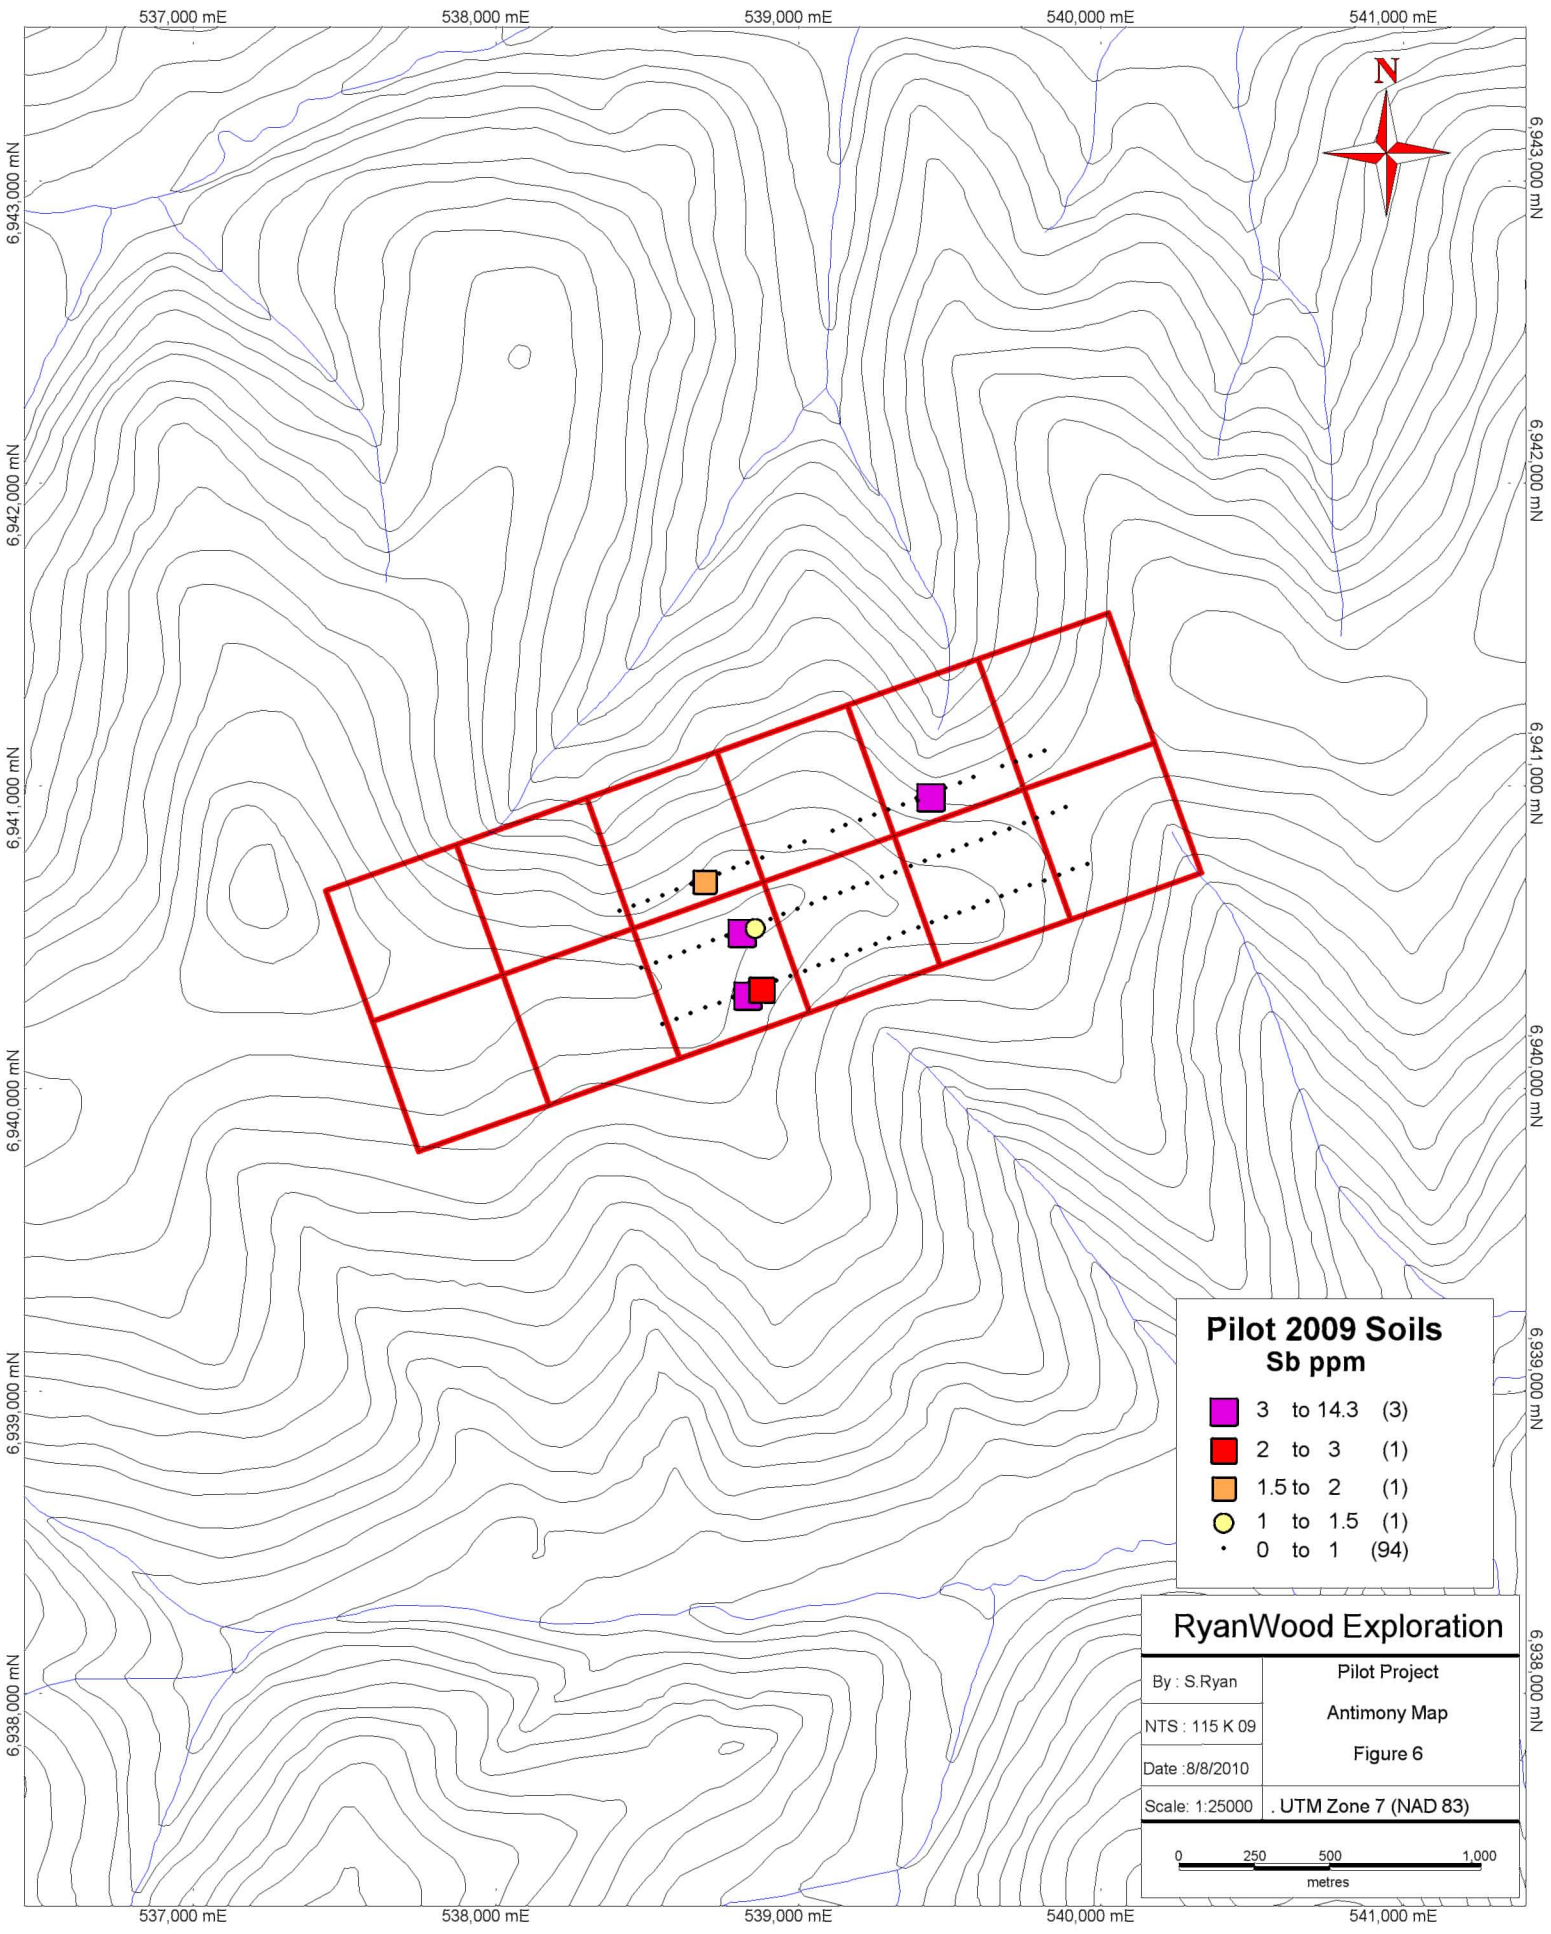 537,000 mE 538,000 mE 539,000 mE 540,000 mE 541,000 mE
N
6,943,000 mN
6,943,000 mN
6,942,000 mN
6,942,000 mN
6,941,000 mN
6,941,000 mN
6,940,000 mN
6,940,000 mN
6,939,000 mN
6,939,000 mN
6,938,000 mN
6,938,000 mN
Pilot 2009 Soils
Sb ppm
3 to 14.3 (3)
2 to 3 (1)
1.5 to 2 (1)
1 to 1.5 (1)
0 to 1 (94)
RyanWood Exploration
By : S.Ryan
NTS : 115 K 09
Date :8/8/2010
Scale: 1:25000
Pilot Project
Antimony Map
Figure 6
. UTM Zone 7 (NAD 83)
0 250 500 1,000
metres
537,000 mE 538,000 mE 539,000 mE 540,000 mE 541,000 mE